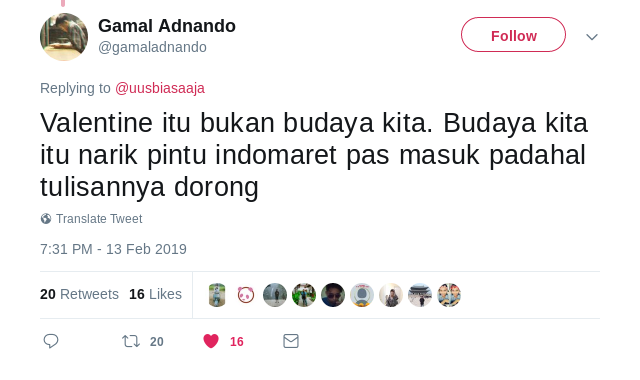 Gamal Adnando
@gamaladnando
Follow
Replying to @uusbiasaaja
Valentine itu bukan budaya kita. Budaya kita
itu narik pintu indomaret pas masuk padahal
tulisannya dorong
Translate Tweet
7:31 PM - 13 Feb 2019
20 Retweets 16 Likes
20 16